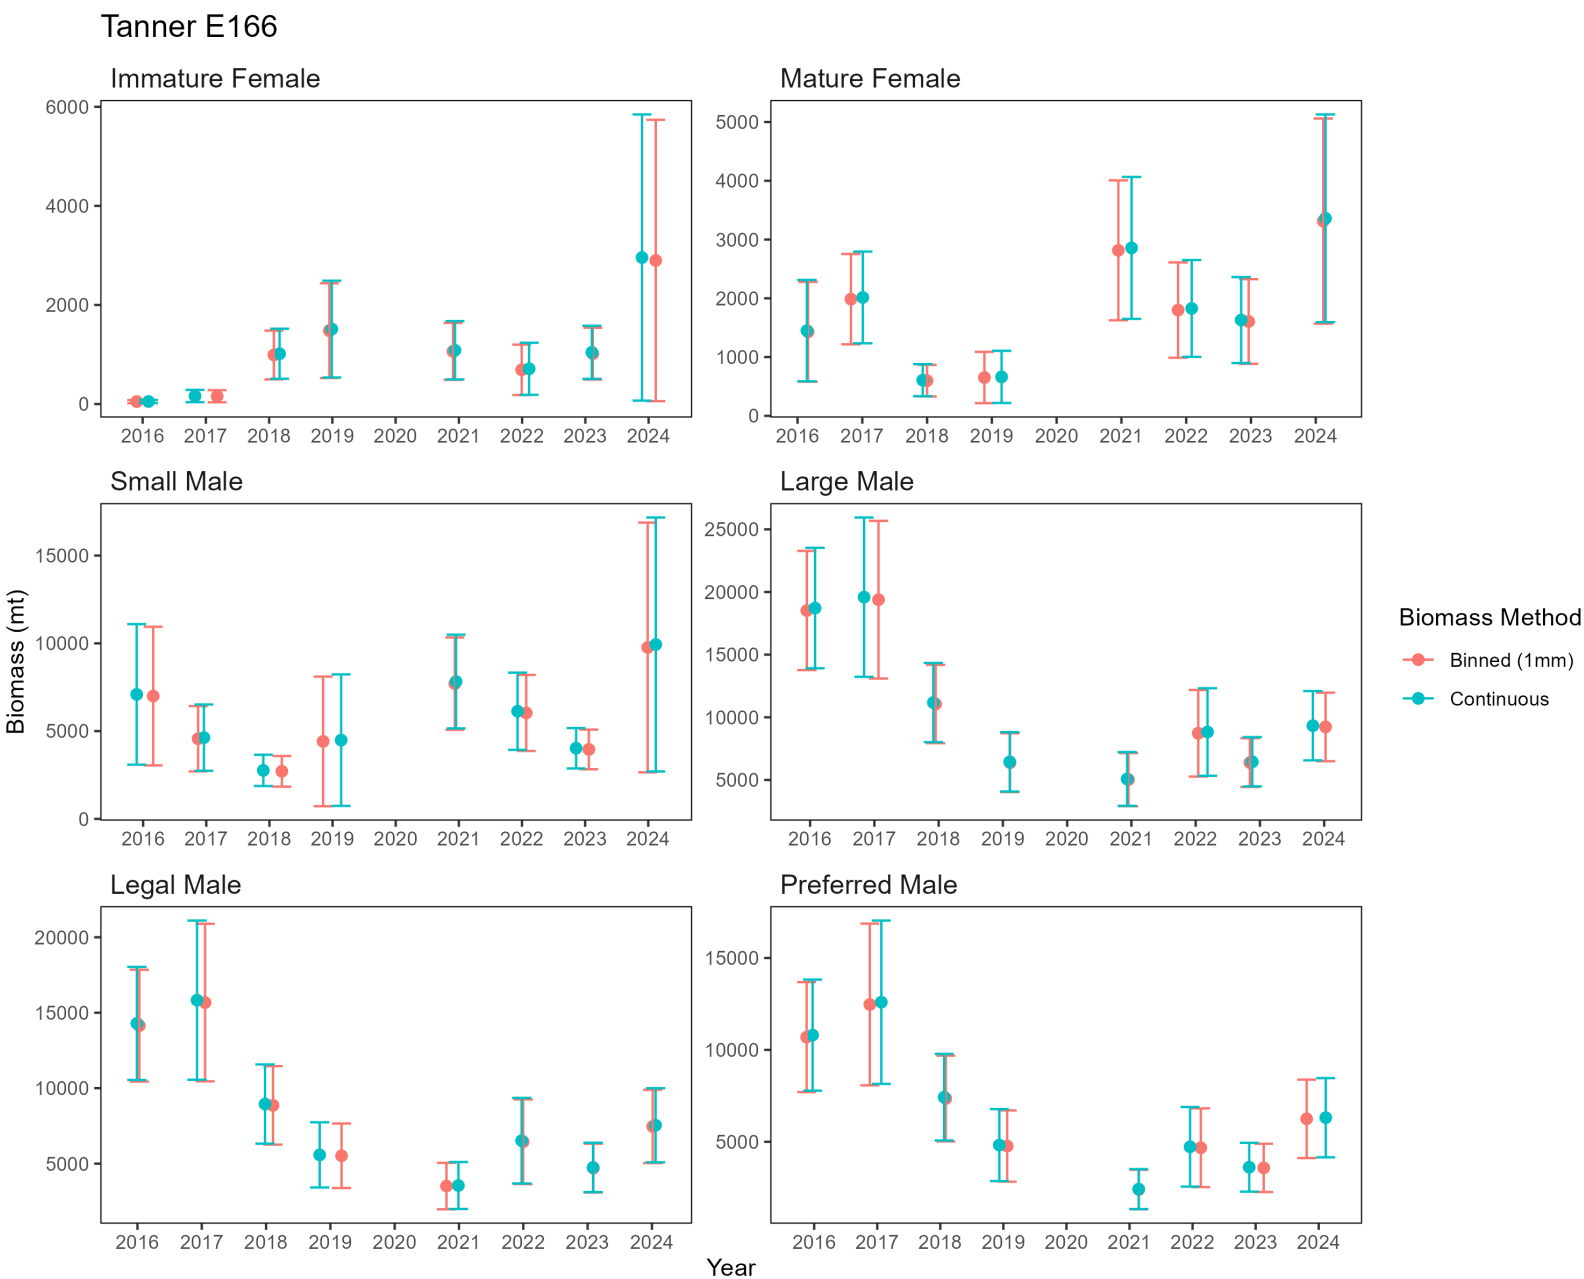 Tanner E166
Immature Female
Mature Female
6000
4000
2000
0
2016 2017 2018 2019 2020 2021 2022 2023 2024
5000
4000
3000
2000
1000
0
2016 2017 2018 2019 2020 2021 2022 2023 2024
Small Male
Large Male
Biomass (mt)
15000
10000
5000
0
2016 2017 2018 2019 2020 2021 2022 2023 2024
25000
20000
15000
10000
5000
2016 2017 2018 2019 2020 2021 2022 2023 2024
Biomass Method
Binned (1mm)
Continuous
Legal Male
Preferred Male
20000
15000
10000
5000
2016 2017 2018 2019 2020 2021 2022 2023 2024
15000
10000
5000
2016 2017 2018 2019 2020 2021 2022 2023 2024
Year